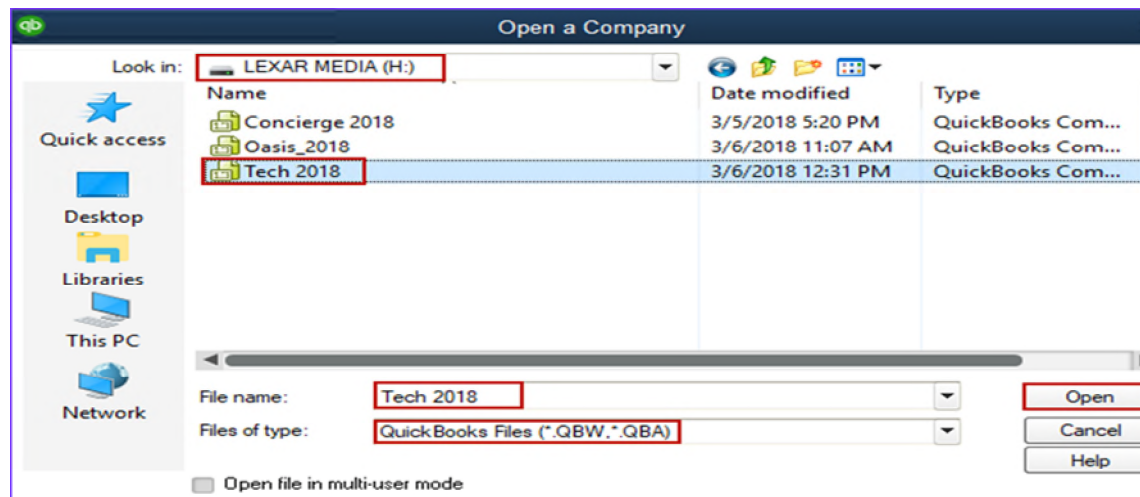 qb Open a Company
Look in: LEXAR MEDIA (H:)
Name Date modified Type
Concierge 2018 3/5/2018 5:20 PM QuickBooks Com...
Oasis_2018 3/6/2018 11:07 AM QuickBooks Com...
Tech 2018 3/6/2018 12:31 PM QuickBooks Com...
Quick access
Desktop
Libraries
This PC
Network
File name: Tech 2018 Open
Files of type: QuickBooks Files (*.QBW,*.QBA) Cancel
Help
Open file in multi-user mode